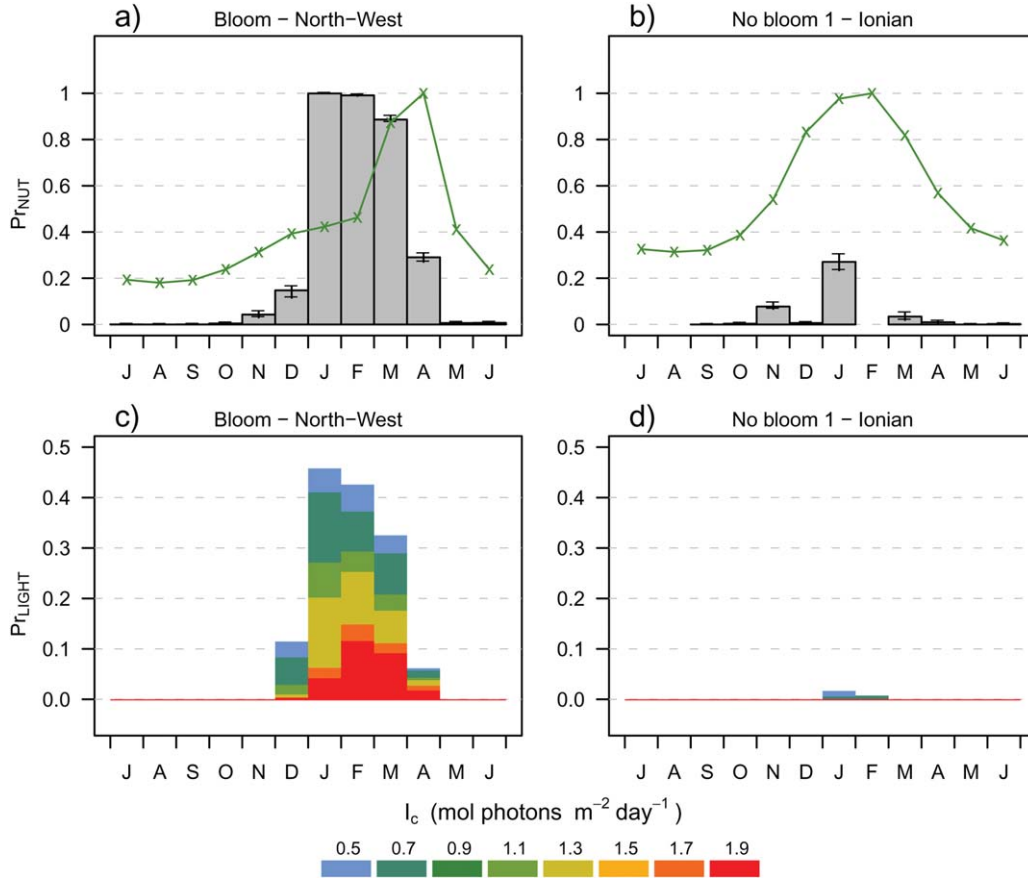 a) Bloom − North−West
1
0.8
0.6
0.4
0.2
0
Pr_NUT
J A S O N D J F M A M J
b) No bloom 1 − Ionian
1
0.8
0.6
0.4
0.2
0
J A S O N D J F M A M J
c) Bloom − North−West
0.5
0.4
0.3
0.2
0.1
0.0
Pr_LIGHT
J A S O N D J F M A M J
d) No bloom 1 − Ionian
0.5
0.4
0.3
0.2
0.1
0.0
J A S O N D J F M A M J
I_c (mol photons m⁻² day⁻¹)
0.5 0.7 0.9 1.1 1.3 1.5 1.7 1.9